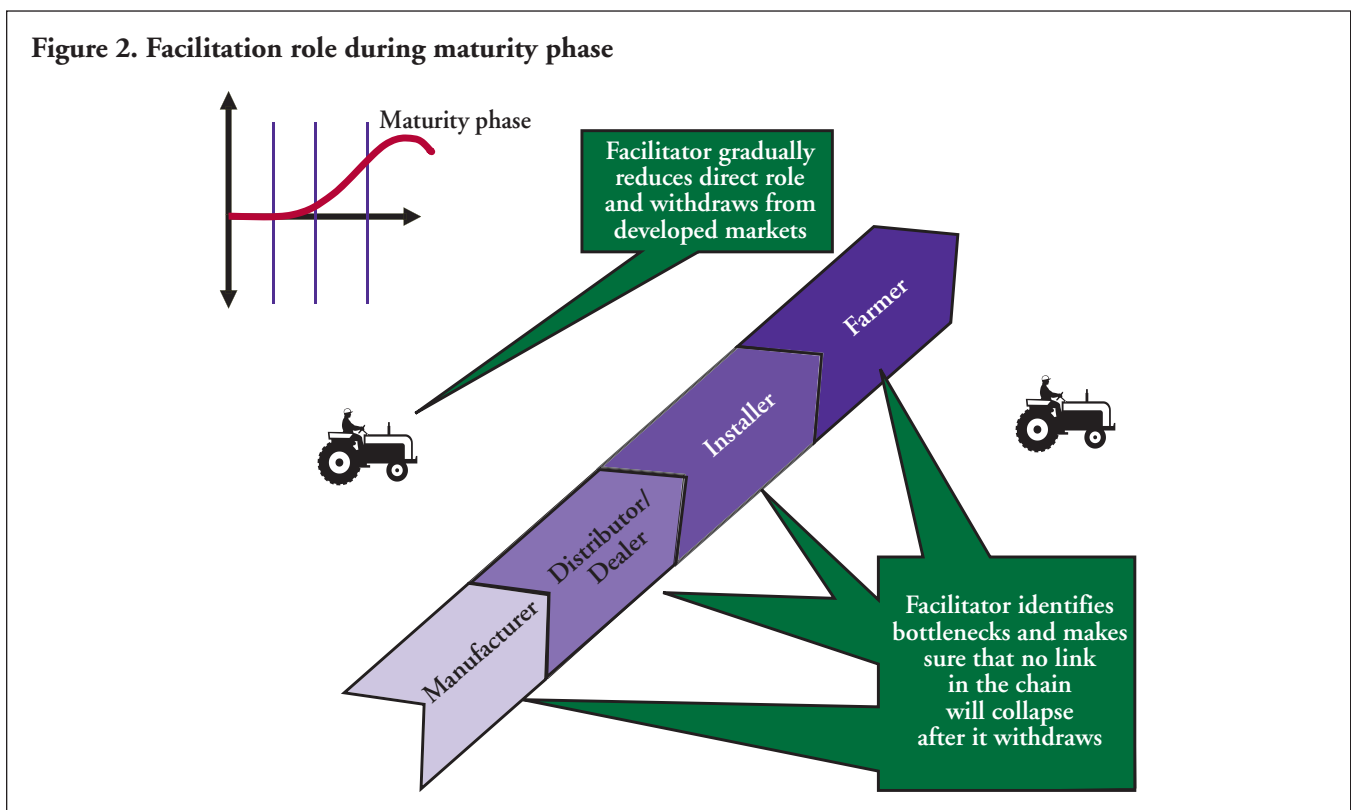 Figure 2. Facilitation role during maturity phase
Maturity phase
Facilitator gradually
reduces direct role
and withdraws from
developed markets
Farmer
Installer
Distributor/
Dealer
Manufacturer
Facilitator identifies
bottlenecks and makes
sure that no link
in the chain
will collapse
after it withdraws